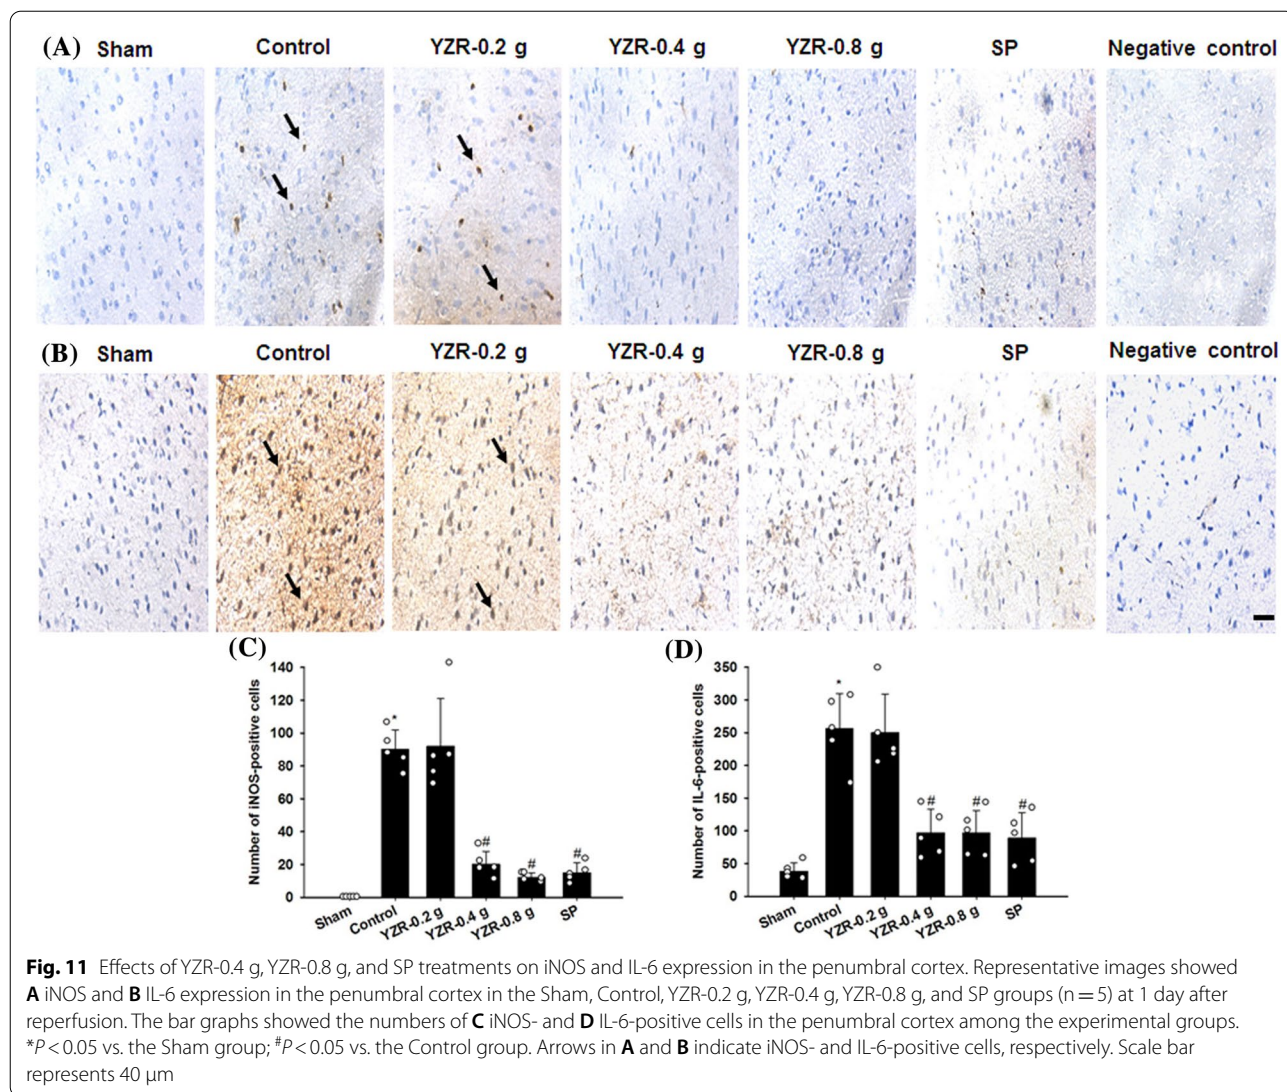 (A) Sham Control YZR-0.2 g YZR-0.4 g YZR-0.8 g SP Negative control
(B) Sham Control YZR-0.2 g YZR-0.4 g YZR-0.8 g SP Negative control
(C)
Number of iNOS-positive cells
140
120
100
80
60
40
20
0
*
#
#
#
Sham Control YZR-0.2 g YZR-0.4 g YZR-0.8 g SP
(D)
Number of IL-6-positive cells
350
300
250
200
150
100
50
0
*
#
#
#
Sham Control YZR-0.2 g YZR-0.4 g YZR-0.8 g SP
Fig. 11 Effects of YZR-0.4 g, YZR-0.8 g, and SP treatments on iNOS and IL-6 expression in the penumbral cortex. Representative images showed
A iNOS and B IL-6 expression in the penumbral cortex in the Sham, Control, YZR-0.2 g, YZR-0.4 g, YZR-0.8 g, and SP groups (n = 5) at 1 day after
reperfusion. The bar graphs showed the numbers of C iNOS- and D IL-6-positive cells in the penumbral cortex among the experimental groups.
*P < 0.05 vs. the Sham group; #P < 0.05 vs. the Control group. Arrows in A and B indicate iNOS- and IL-6-positive cells, respectively. Scale bar
represents 40 μm